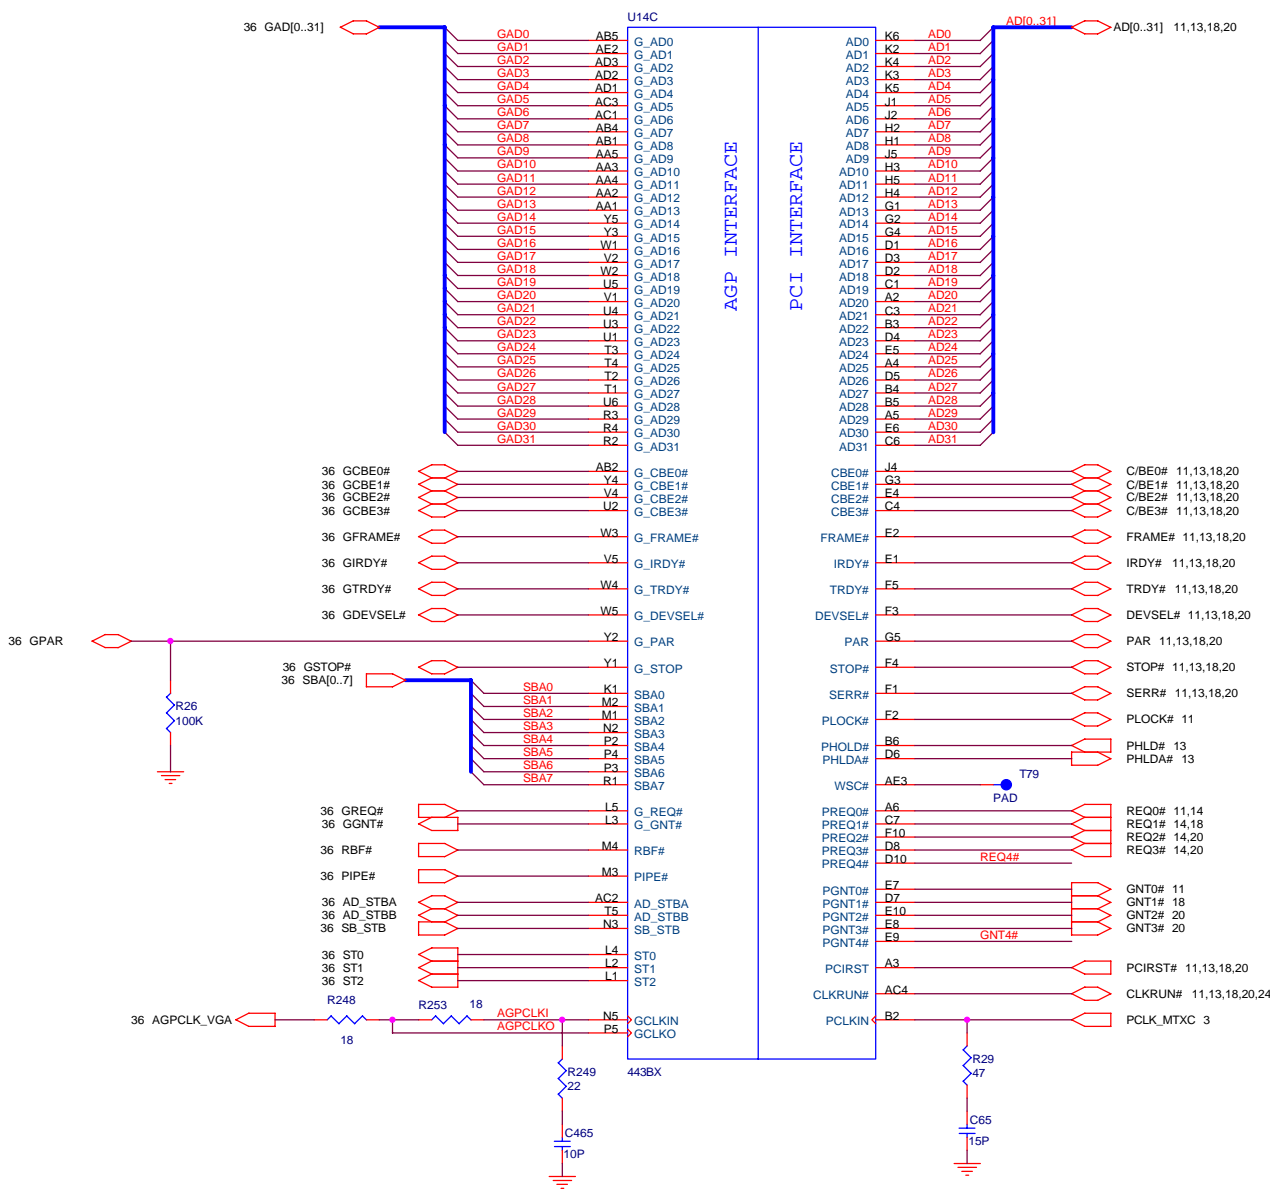 U14C
36 GAD[0..31]
AD[0..31]
AD[0..31] 11,13,18,20
GAD0 AB5 G_AD0 AD0 K6 AD0
GAD1 AE2 G_AD1 AD1 K2 AD1
GAD2 AD3 G_AD2 AD2 K4 AD2
GAD3 AD2 G_AD3 AD3 K3 AD3
GAD4 AD1 G_AD4 AD4 K5 AD4
GAD5 AC3 G_AD5 AD5 J1 AD5
GAD6 AC1 G_AD6 AD6 J2 AD6
GAD7 AB4 G_AD7 AD7 H2 AD7
GAD8 AB1 G_AD8 AD8 H1 AD8
GAD9 AA5 G_AD9 AD9 J5 AD9
GAD10 AA3 G_AD10 AD10 H3 AD10
GAD11 AA4 G_AD11 AD11 H5 AD11
GAD12 AA2 G_AD12 AD12 H4 AD12
GAD13 AA1 G_AD13 AD13 G1 AD13
GAD14 Y5 G_AD14 AD14 G2 AD14
GAD15 Y3 G_AD15 AD15 G4 AD15
GAD16 W1 G_AD16 AD16 D1 AD16
GAD17 V2 G_AD17 AD17 D3 AD17
GAD18 W2 G_AD18 AD18 D2 AD18
GAD19 U5 G_AD19 AD19 C1 AD19
GAD20 V1 G_AD20 AD20 A2 AD20
GAD21 U4 G_AD21 AD21 C3 AD21
GAD22 U3 G_AD22 AD22 B3 AD22
GAD23 U1 G_AD23 AD23 D4 AD23
GAD24 T3 G_AD24 AD24 E5 AD24
GAD25 T4 G_AD25 AD25 A4 AD25
GAD26 T2 G_AD26 AD26 D5 AD26
GAD27 T1 G_AD27 AD27 B4 AD27
GAD28 U6 G_AD28 AD28 B5 AD28
GAD29 R3 G_AD29 AD29 A5 AD29
GAD30 R4 G_AD30 AD30 E6 AD30
GAD31 R2 G_AD31 AD31 C6 AD31
AGP INTERFACE
PCI INTERFACE
36 GCBE0# AB2 G_CBE0# CBE0# J4 C/BE0# 11,13,18,20
36 GCBE1# Y4 G_CBE1# CBE1# G3 C/BE1# 11,13,18,20
36 GCBE2# V4 G_CBE2# CBE2# E4 C/BE2# 11,13,18,20
36 GCBE3# U2 G_CBE3# CBE3# C4 C/BE3# 11,13,18,20
36 GFRAME# W3 G_FRAME# FRAME# E2 FRAME# 11,13,18,20
36 GIRDY# V5 G_IRDY# IRDY# E1 IRDY# 11,13,18,20
36 GTRDY# W4 G_TRDY# TRDY# F5 TRDY# 11,13,18,20
36 GDEVSEL# W5 G_DEVSEL# DEVSEL# F3 DEVSEL# 11,13,18,20
36 GPAR Y2 G_PAR PAR G5 PAR 11,13,18,20
36 GSTOP# Y1 G_STOP STOP# F4 STOP# 11,13,18,20
36 SBA[0..7]
SBA0 K1 SBA0 SERR# F1 SERR# 11,13,18,20
SBA1 M2 SBA1
SBA2 M1 SBA2 PLOCK# F2 PLOCK# 11
SBA3 N2 SBA3
SBA4 P2 SBA4 PHOLD# B6 PHLD# 13
SBA5 P4 SBA5 PHLDA# D6 PHLDA# 13
SBA6 P3 SBA6
SBA7 R1 SBA7 WSC# AE3
T79
PAD
R26
100K
36 GREQ# L5 G_REQ# PREQ0# A6 REQ0# 11,14
36 GGNT# L3 G_GNT# PREQ1# C7 REQ1# 14,18
PREQ2# F10 REQ2# 14,20
36 RBF# M4 RBF# PREQ3# D8 REQ3# 14,20
PREQ4# D10 REQ4#
36 PIPE# M3 PIPE#
PGNT0# E7 GNT0# 11
36 AD_STBA AC2 AD_STBA PGNT1# D7 GNT1# 18
36 AD_STBB T5 AD_STBB PGNT2# E10 GNT2# 20
36 SB_STB N3 SB_STB PGNT3# E8 GNT3# 20
PGNT4# E9 GNT4#
36 ST0 L4 ST0
36 ST1 L2 ST1 PCIRST A3 PCIRST# 11,13,18,20
36 ST2 L1 ST2
CLKRUN# AC4 CLKRUN# 11,13,18,20,24
R248
R253 18
36 AGPCLK_VGA AGPCLKI N5 GCLKIN PCLKIN B2 PCLK_MTXC 3
AGPCLKO P5 GCLKO
18
443BX
R249
22
R29
47
C465
10P
C65
15P